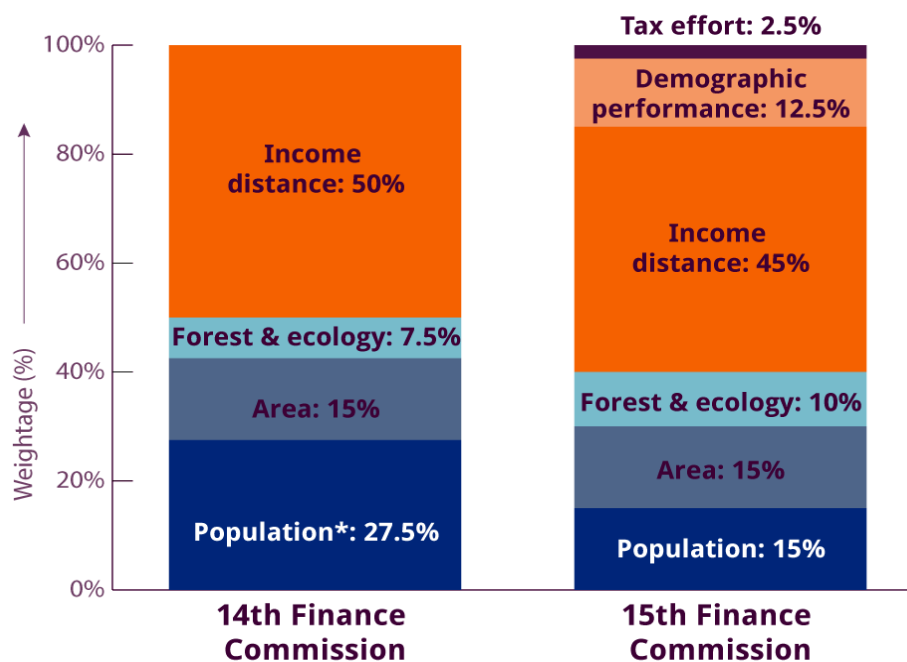 Weightage (%)
100%
80%
60%
40%
20%
0%
Income
distance: 50%
Forest & ecology: 7.5%
Area: 15%
Population*: 27.5%
14th Finance
Commission
Tax effort: 2.5%
Demographic
performance: 12.5%
Income
distance: 45%
Forest & ecology: 10%
Area: 15%
Population: 15%
15th Finance
Commission